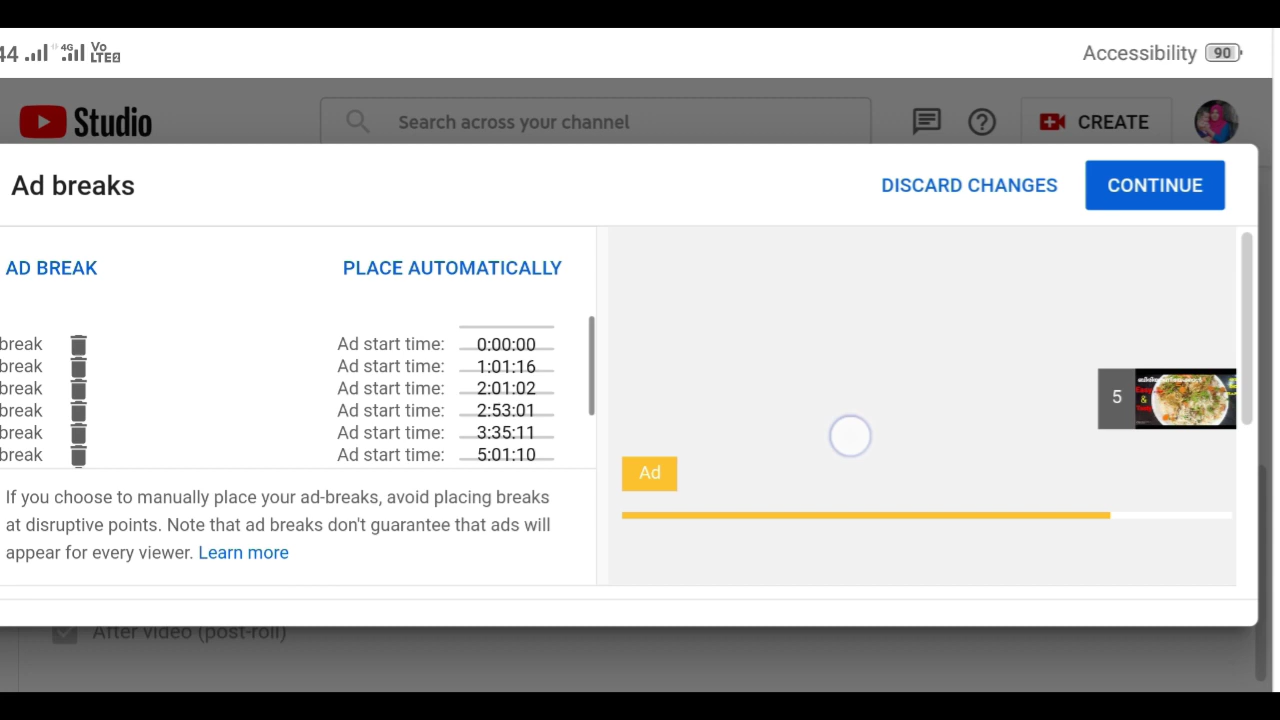 44 4G Vo LTE2 Accessibility 90
Studio Search across your channel CREATE
Ad breaks DISCARD CHANGES CONTINUE
AD BREAK PLACE AUTOMATICALLY
break Ad start time: 0:00:00
break Ad start time: 1:01:16
break Ad start time: 2:01:02
break Ad start time: 2:53:01
break Ad start time: 3:35:11
break Ad start time: 5:01:10
If you choose to manually place your ad-breaks, avoid placing breaks
at disruptive points. Note that ad breaks don't guarantee that ads will
appear for every viewer. Learn more
5
Ad
After video (post-roll)